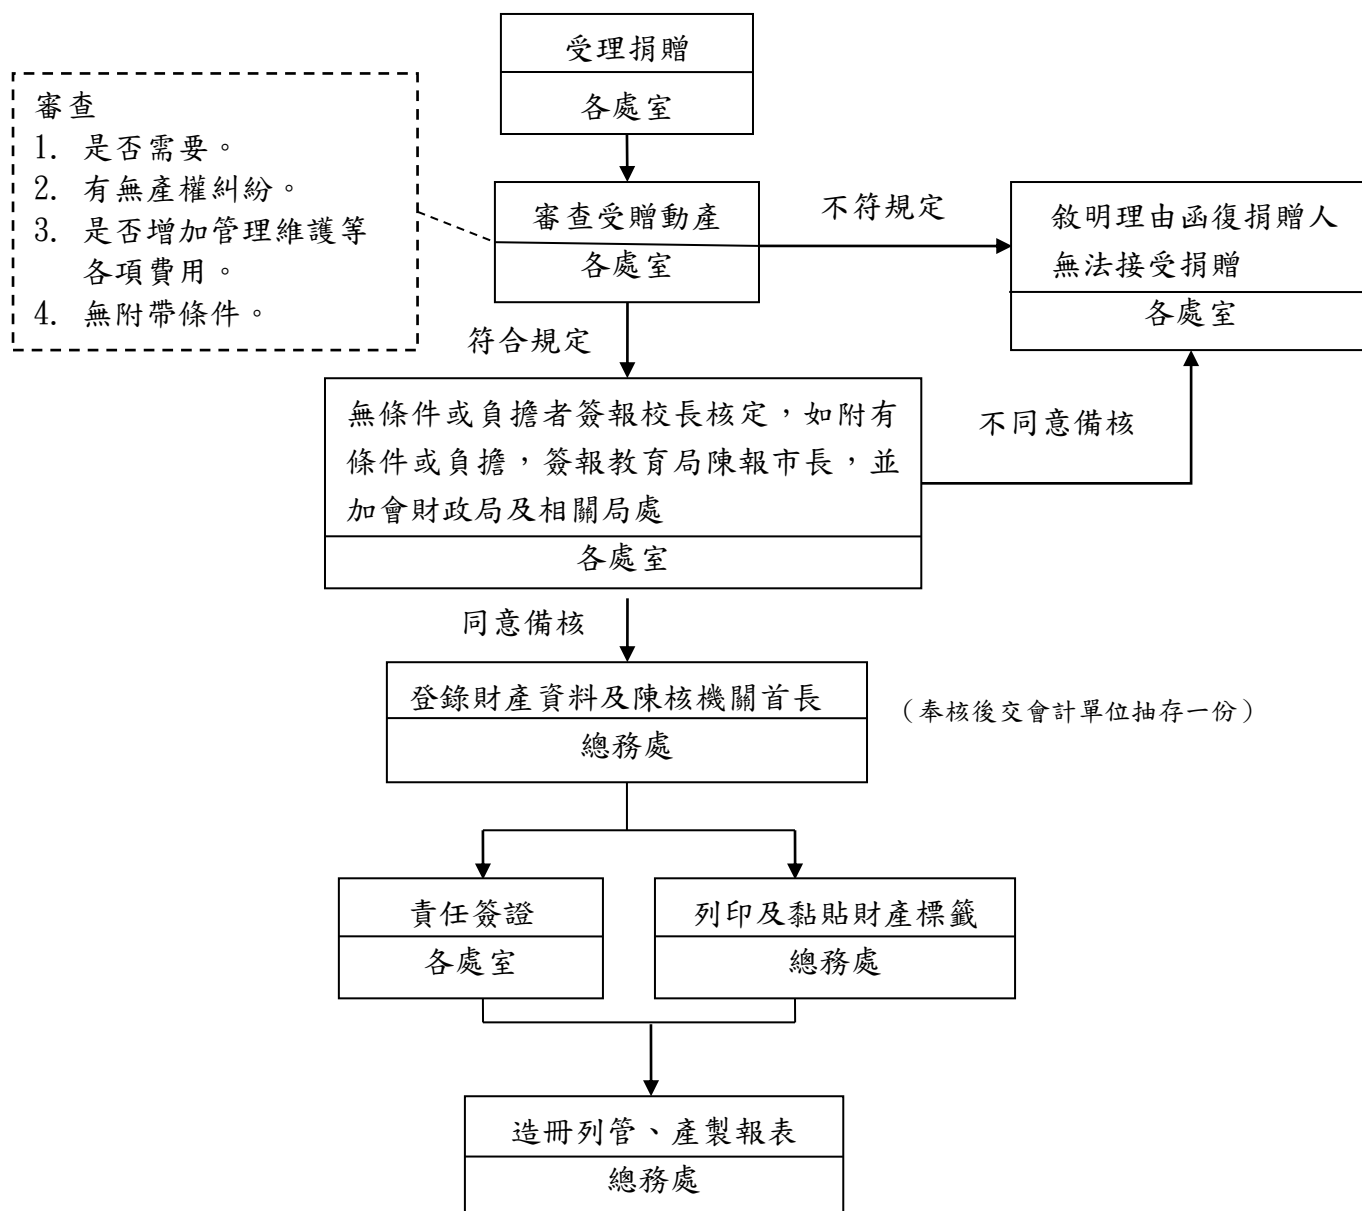 受理捐贈
各處室
審查
1. 是否需要。
2. 有無產權糾紛。
3. 是否增加管理維護等
各項費用。
4. 無附帶條件。
審查受贈動產
各處室
不符規定
敘明理由函復捐贈人
無法接受捐贈
各處室
符合規定
無條件或負擔者簽報校長核定，如附有
條件或負擔，簽報教育局陳報市長，並
加會財政局及相關局處
各處室
不同意備核
同意備核
登錄財產資料及陳核機關首長
總務處
（奉核後交會計單位抽存一份）
責任簽證
各處室
列印及黏貼財產標籤
總務處
造冊列管、產製報表
總務處